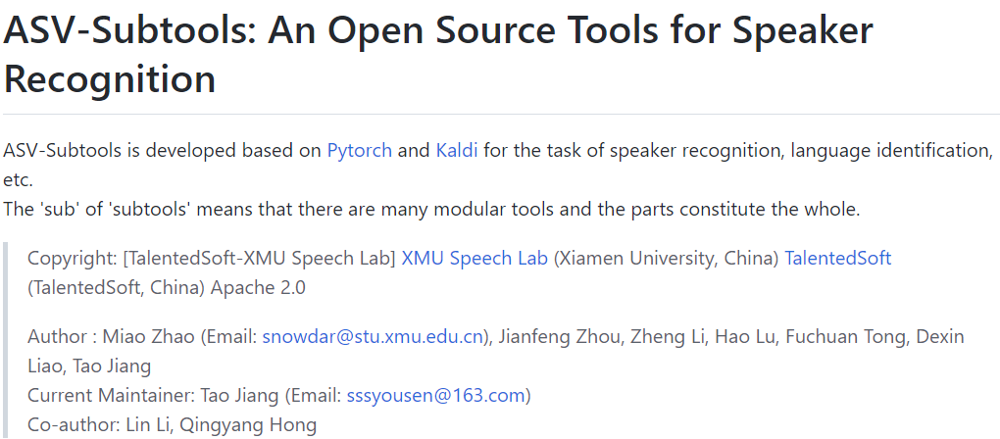 ASV-Subtools: An Open Source Tools for Speaker
Recognition
ASV-Subtools is developed based on Pytorch and Kaldi for the task of speaker recognition, language identification,
etc.
The 'sub' of 'subtools' means that there are many modular tools and the parts constitute the whole.
Copyright: [TalentedSoft-XMU Speech Lab] XMU Speech Lab (Xiamen University, China) TalentedSoft
(TalentedSoft, China) Apache 2.0
Author : Miao Zhao (Email: snowdar@stu.xmu.edu.cn), Jianfeng Zhou, Zheng Li, Hao Lu, Fuchuan Tong, Dexin
Liao, Tao Jiang
Current Maintainer: Tao Jiang (Email: sssyousen@163.com)
Co-author: Lin Li, Qingyang Hong